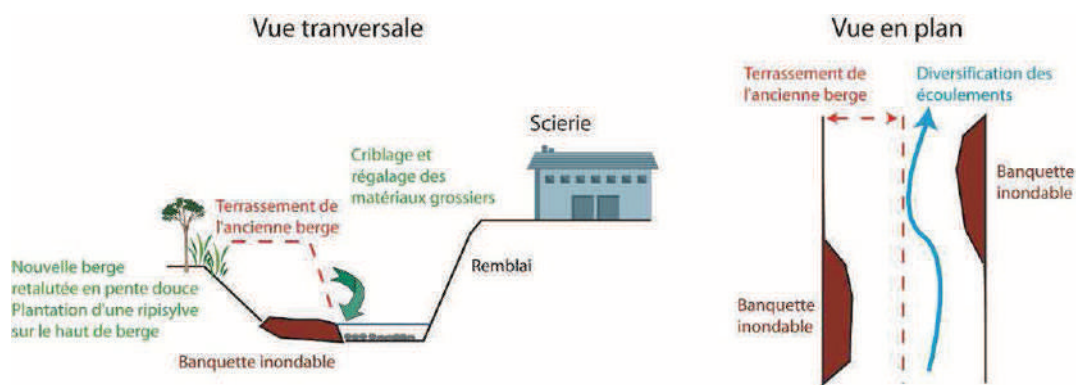 Vue tranversale
Scierie
Criblage et
régalage des
matériaux grossiers
Terrassement de
l'ancienne berge
Nouvelle berge
retalutée en pente douce
Plantation d'une ripisylve
sur le haut de berge
Remblai
Banquette inondable
Vue en plan
Terrassement de
l'ancienne berge
Diversification des
écoulements
Banquette
inondable
Banquette
inondable